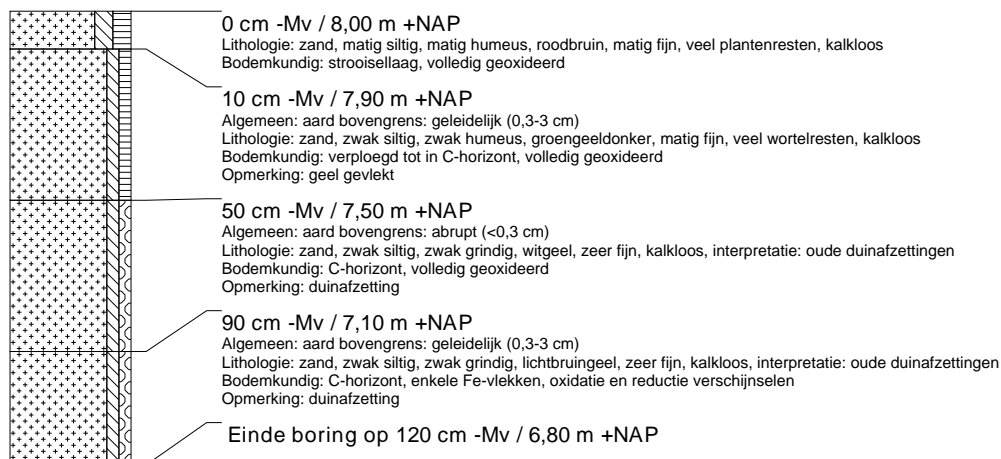 0 cm -Mv / 8,00 m +NAP
Lithologie: zand, matig siltig, matig humeus, roodbruin, matig fijn, veel plantenresten, kalkloos
Bodemkundig: strooisellaag, volledig geoxideerd
10 cm -Mv / 7,90 m +NAP
Algemeen: aard bovengrens: geleidelijk (0,3-3 cm)
Lithologie: zand, zwak siltig, zwak humeus, groengeeldonker, matig fijn, veel wortelresten, kalkloos
Bodemkundig: verploegd tot in C-horizont, volledig geoxideerd
Opmerking: geel gevlekt
50 cm -Mv / 7,50 m +NAP
Algemeen: aard bovengrens: abrupt (<0,3 cm)
Lithologie: zand, zwak siltig, zwak grindig, witgeel, zeer fijn, kalkloos, interpretatie: oude duinafzettingen
Bodemkundig: C-horizont, volledig geoxideerd
Opmerking: duinafzetting
90 cm -Mv / 7,10 m +NAP
Algemeen: aard bovengrens: geleidelijk (0,3-3 cm)
Lithologie: zand, zwak siltig, zwak grindig, lichtbruingeel, zeer fijn, kalkloos, interpretatie: oude duinafzettingen
Bodemkundig: C-horizont, enkele Fe-vlekken, oxidatie en reductie verschijnselen
Opmerking: duinafzetting
Einde boring op 120 cm -Mv / 6,80 m +NAP